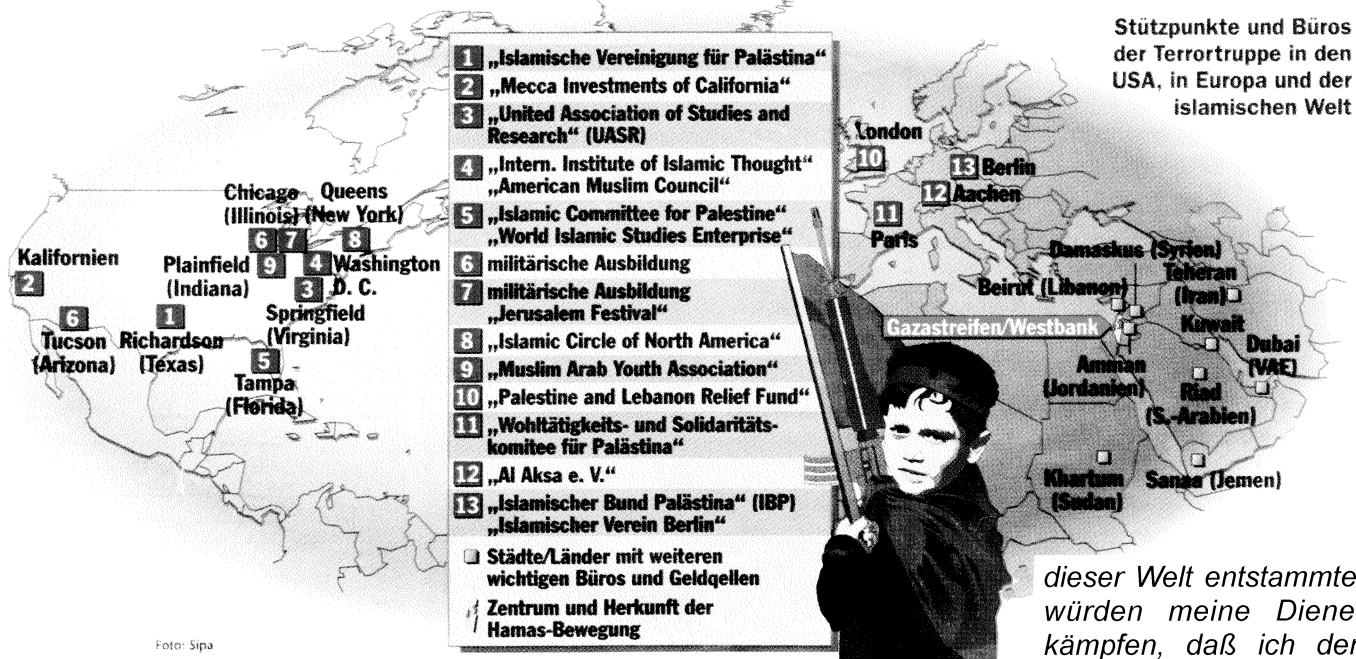 Stützpunkte und Büros
der Terrortruppe in den
USA, in Europa und der
islamischen Welt
1 „Islamische Vereinigung für Palästina“
2 „Mecca Investments of California“
3 „United Association of Studies and
Research“ (UASR)
4 „Intern. Institute of Islamic Thought“
„American Muslim Council“
5 „Islamic Committee for Palestine“
„World Islamic Studies Enterprise“
6 militärische Ausbildung
7 militärische Ausbildung
„Jerusalem Festival“
8 „Islamic Circle of North America“
9 „Muslim Arab Youth Association“
10 „Palestine and Lebanon Relief Fund“
11 „Wohltätigkeits- und Solidaritäts-
komitee für Palästina“
12 „Al Aksa e. V.“
13 „Islamischer Bund Palästina“ (IBP)
„Islamischer Verein Berlin“
Städte/Länder mit weiteren
wichtigen Büros und Geldqellen
Zentrum und Herkunft der
Hamas-Bewegung
Chicago
(Illinois)
6 7
Queens
(New York)
8
Kalifornien
2
Plainfield 9
(Indiana)
4 Washington
D. C.
3
Springfield
(Virginia)
6
Tucson
(Arizona)
1
Richardson
(Texas)
5
Tampa
(Florida)
London
10
13 Berlin
12 Aachen
11
Paris
Damaskus (Syrien)
Teheran
(Iran)
Beirut (Libanon)
Gazastreifen/Westbank
Kuwait
Dubai
(VAE)
Amman
(Jordanien)
Riad
(S.-Arabien)
Khartum
(Sudan)
Sanaa (Jemen)
Foto: Sipa
dieser Welt entstammte
würden meine Diene
kämpfen, daß ich der